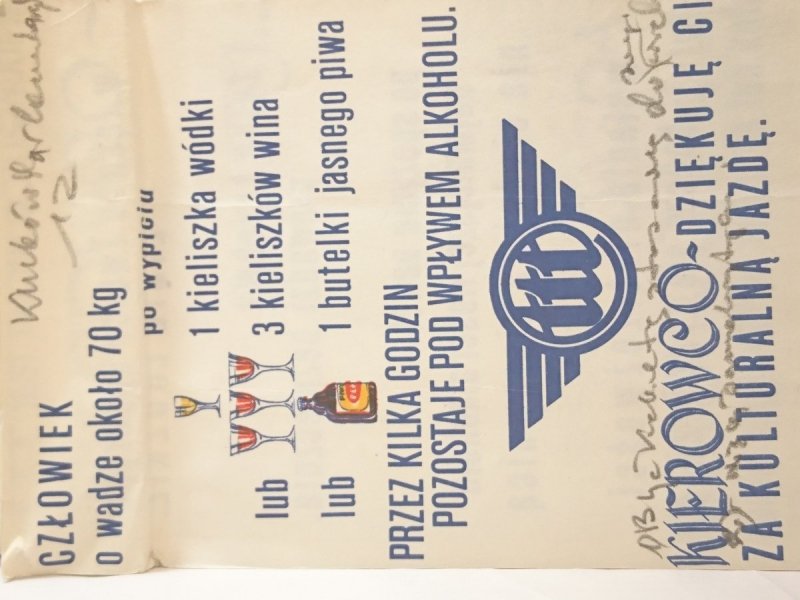 CZŁOWIEK
o wadze około 70 kg
po wypiciu
1 kieliszka wódki
lub 3 kieliszków wina
lub 1 butelki jasnego piwa
PRZEZ KILKA GODZIN
POZOSTAJE POD WPŁYWEM ALKOHOLU.
KIEROWCO - DZIĘKUJĘ CI
ZA KULTURALNĄ JAZDĘ.
12